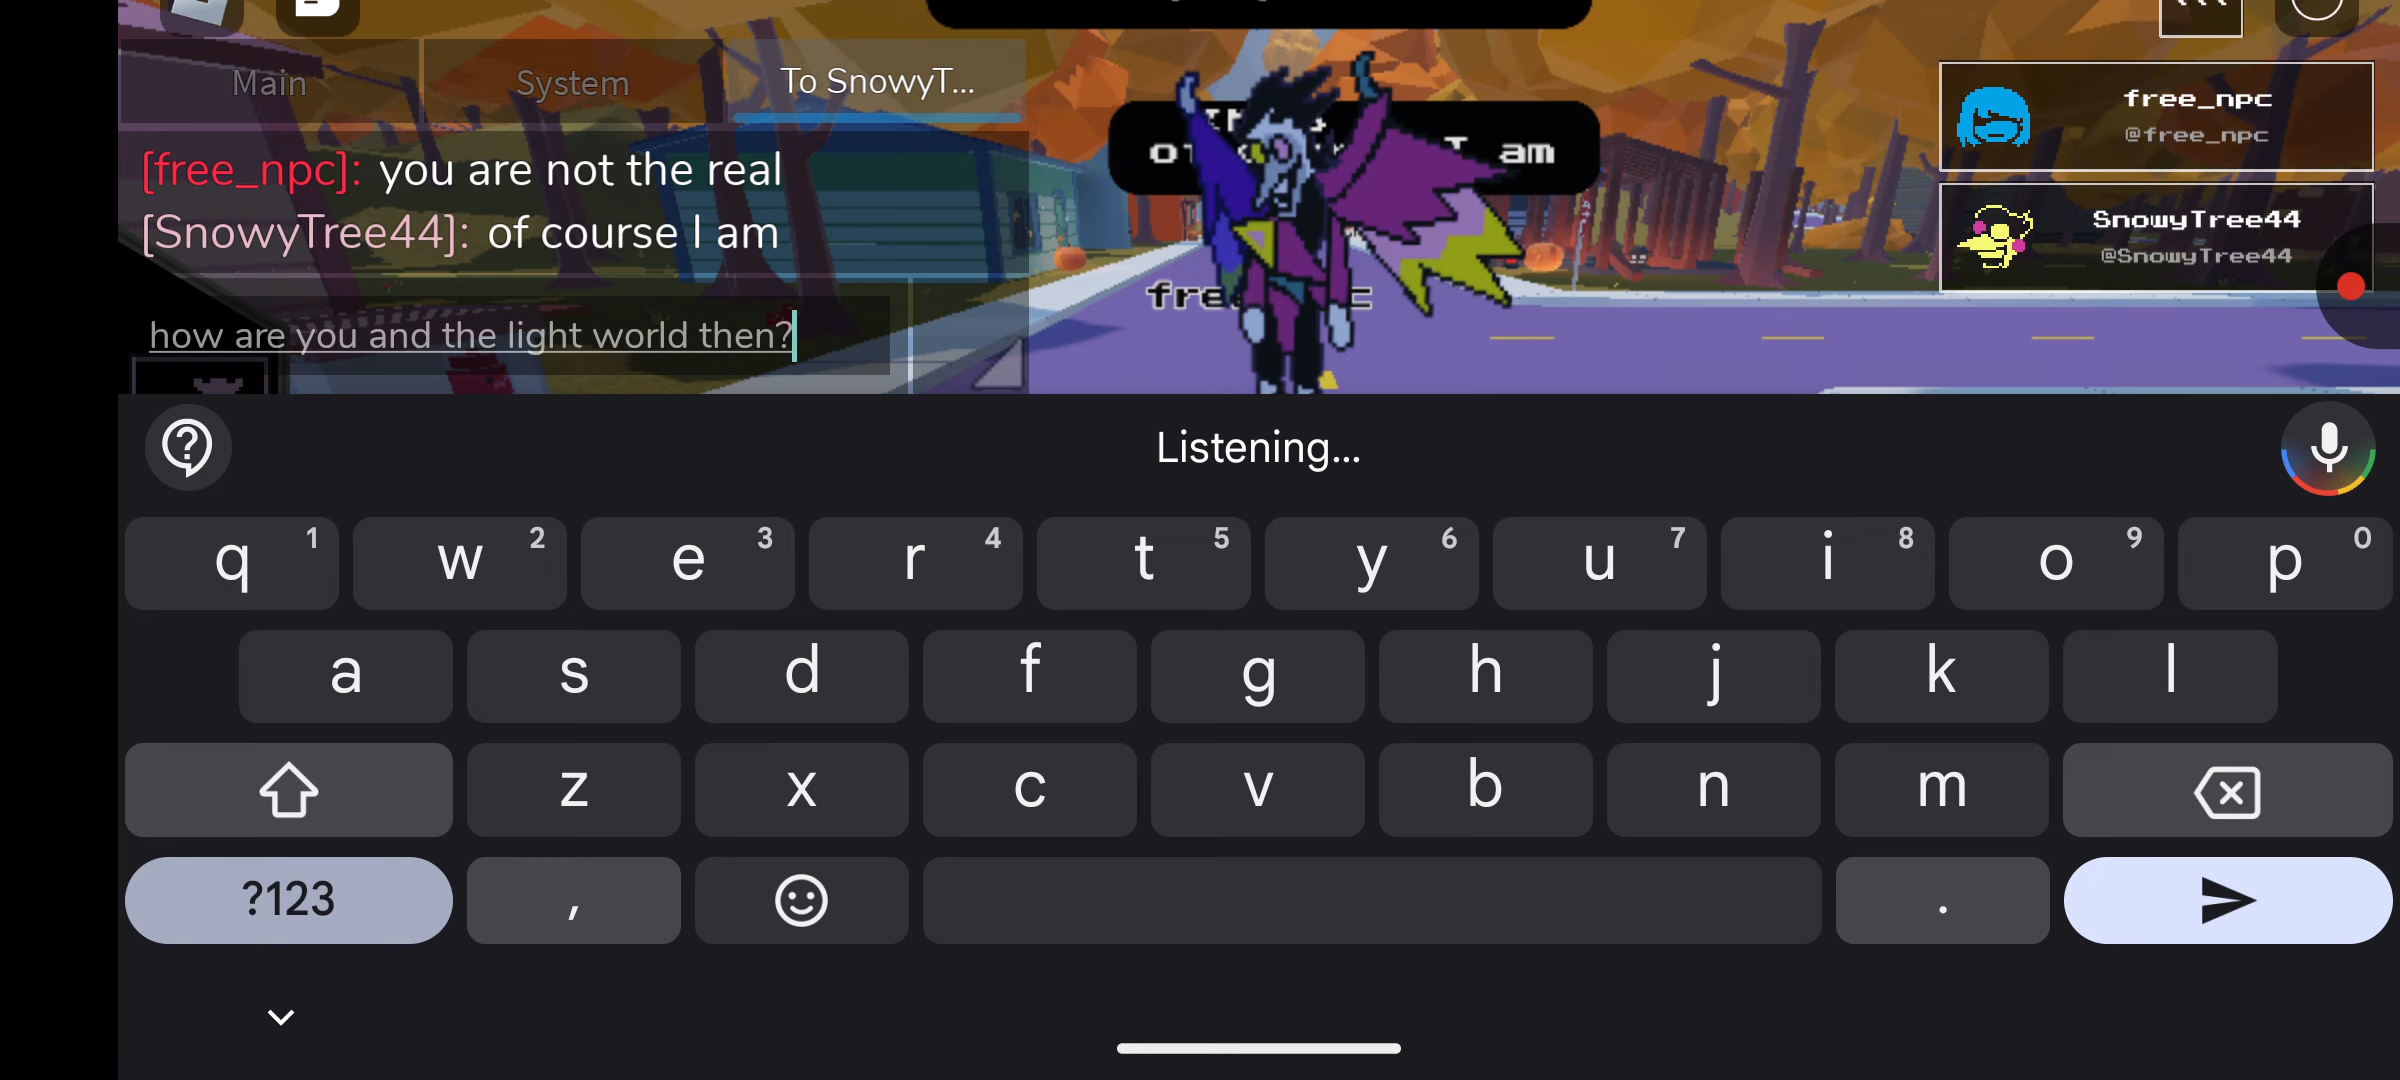 Main
System
To SnowyT...
free_npc
@free_npc
[free_npc]: you are not the real
I am
SnowyTree44
@SnowyTree44
[SnowyTree44]: of course I am
how are you and the light world then?
Listening...
q 1 w 2 e 3 r 4 t 5 y 6 u 7 i 8 o 9 p 0
a s d f g h j k l
z x c v b n m
?123 , .